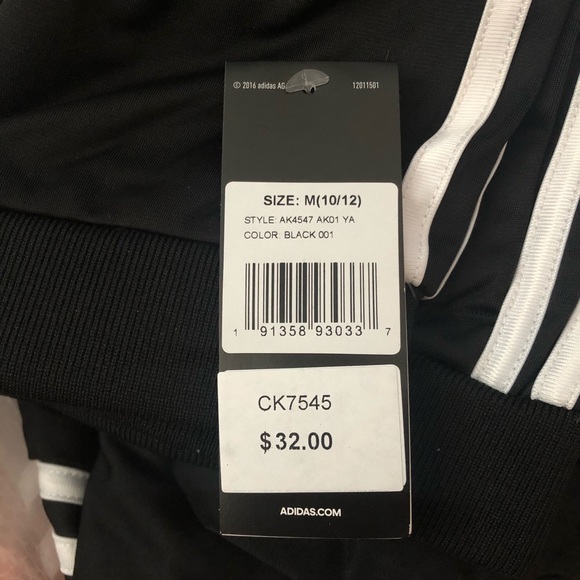 © 2016 adidas AG 12011501
SIZE: M(10/12)
STYLE: AK4547 AK01 YA
COLOR: BLACK 001
1 91358 93033 7
CK7545
$32.00
ADIDAS.COM